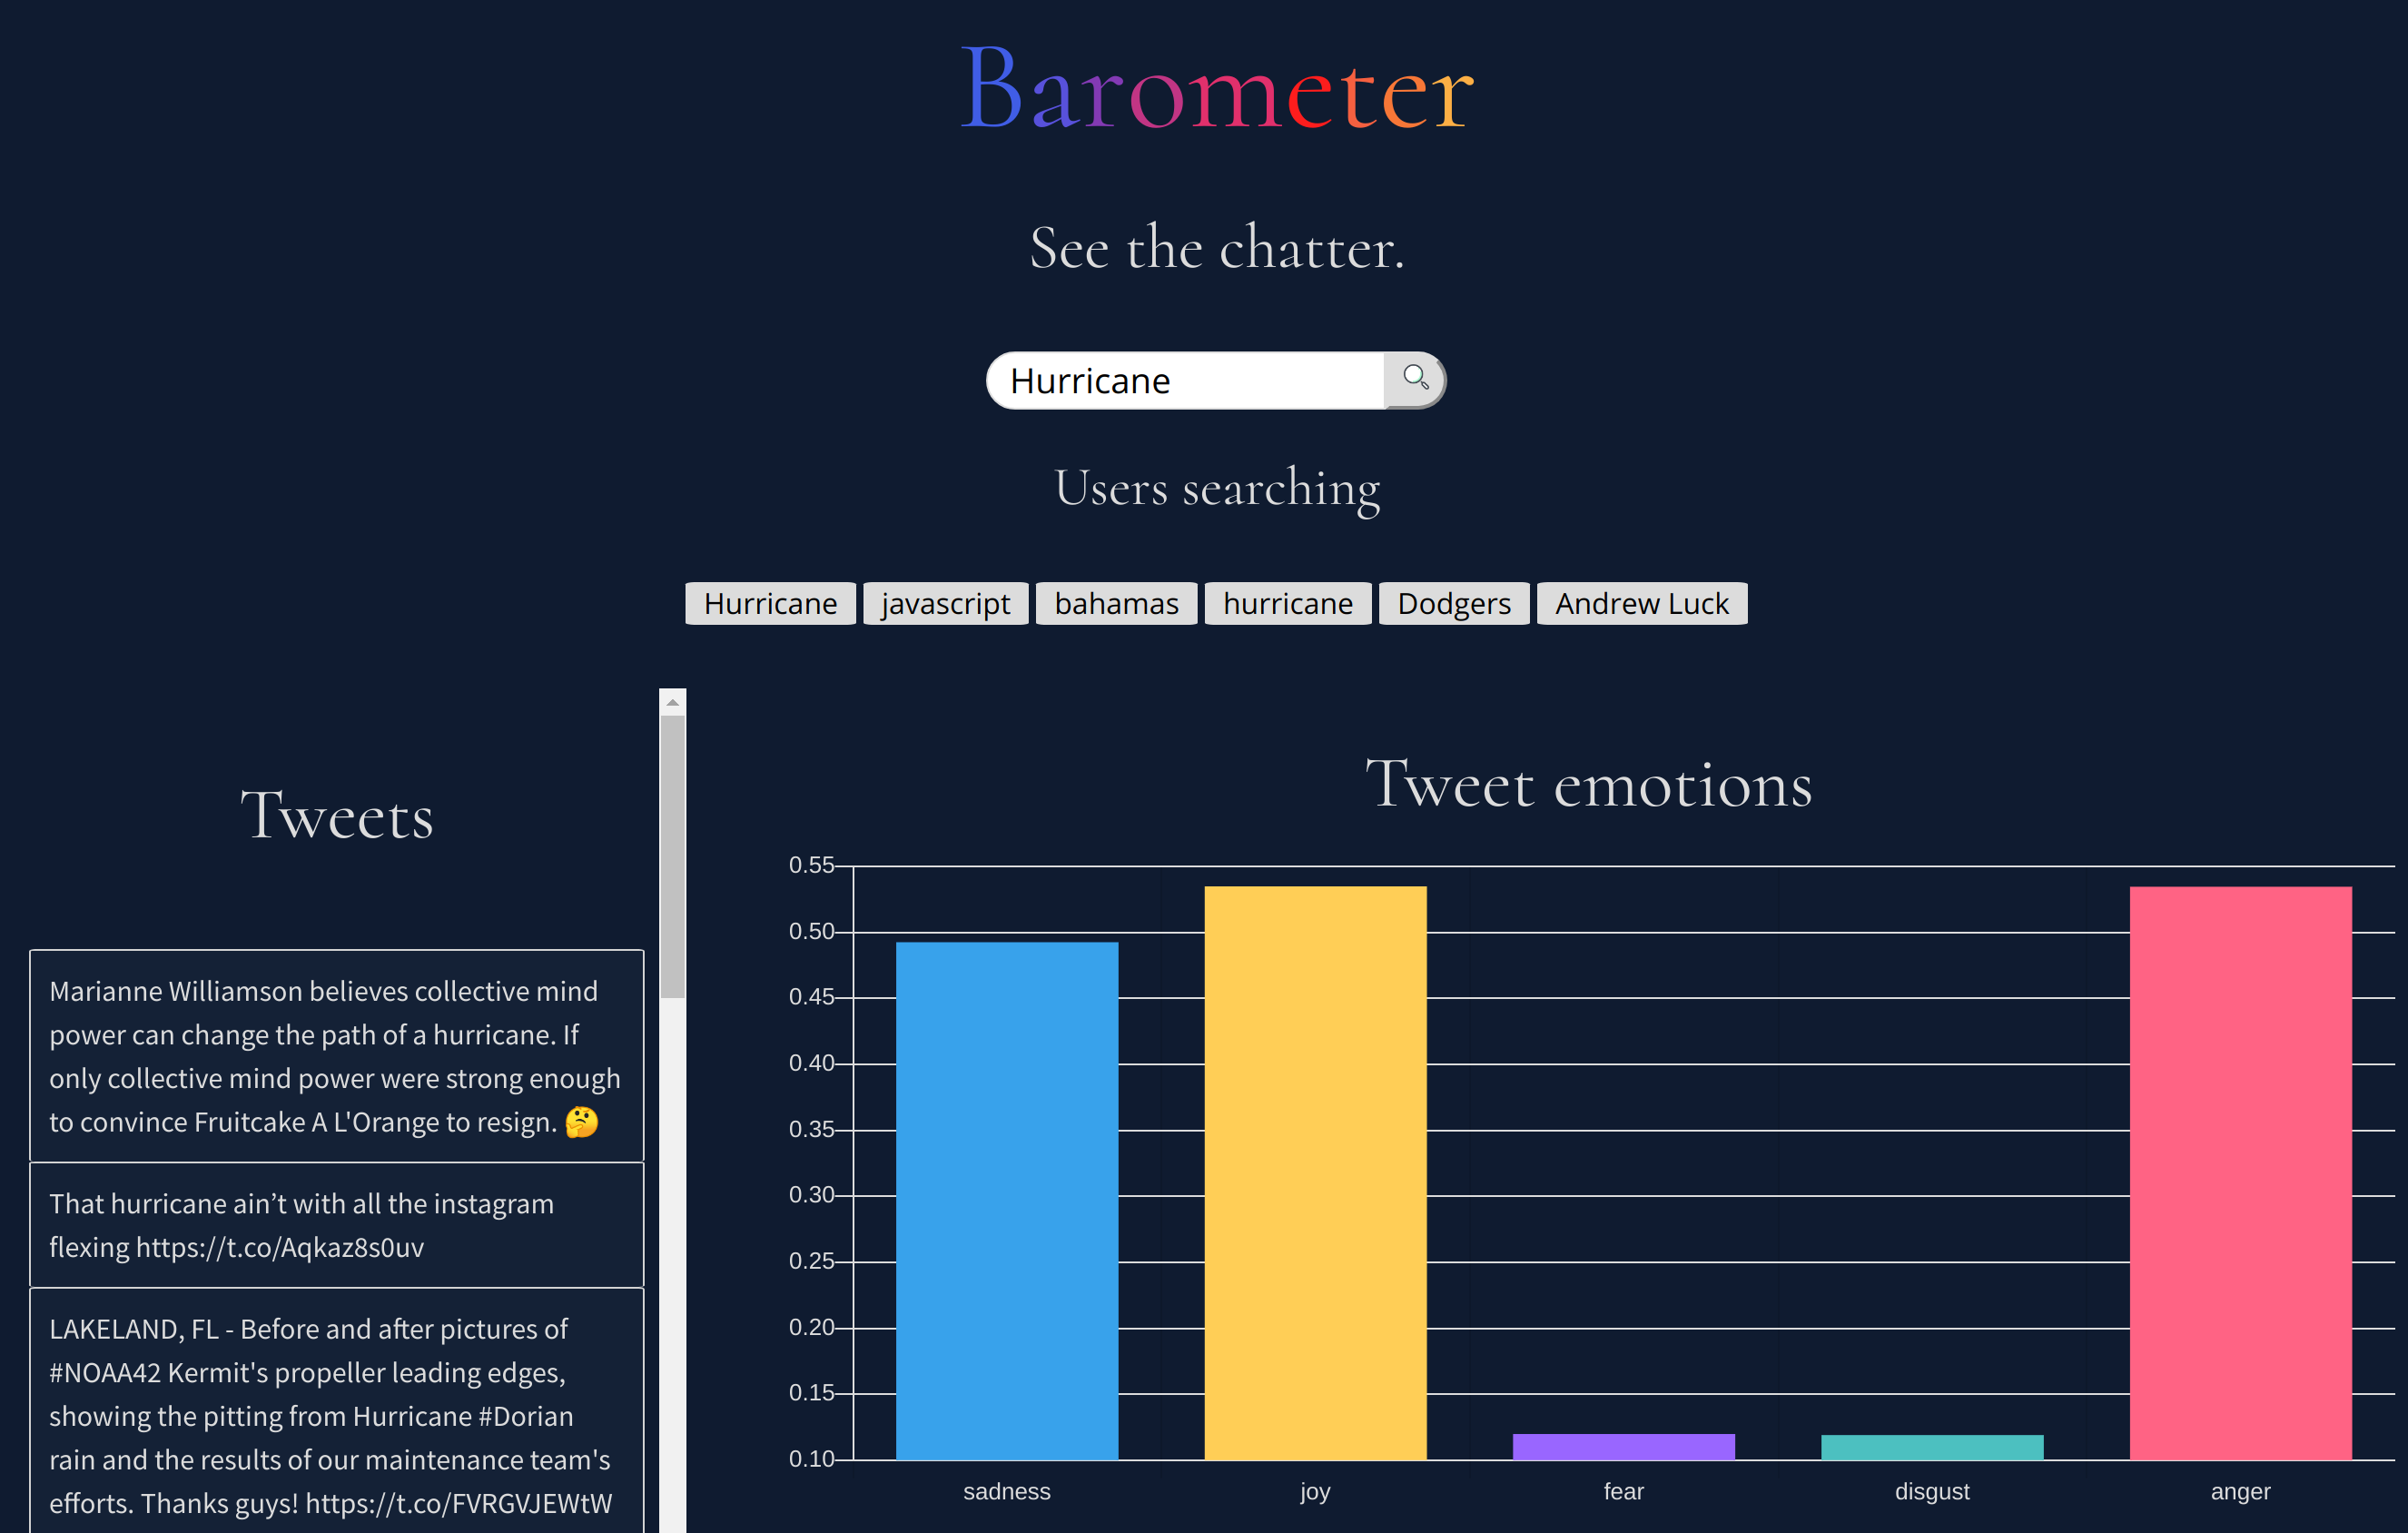 Barometer
See the chatter.
Hurricane
Users searching
Hurricane javascript bahamas hurricane Dodgers Andrew Luck
Tweets
Marianne Williamson believes collective mind
power can change the path of a hurricane. If
only collective mind power were strong enough
to convince Fruitcake A L'Orange to resign. 🤔
That hurricane ain’t with all the instagram
flexing https://t.co/Aqkaz8s0uv
LAKELAND, FL - Before and after pictures of
#NOAA42 Kermit's propeller leading edges,
showing the pitting from Hurricane #Dorian
rain and the results of our maintenance team's
efforts. Thanks guys! https://t.co/FVRGVJEWtW
Tweet emotions
0.55
0.50
0.45
0.40
0.35
0.30
0.25
0.20
0.15
0.10
sadness joy fear disgust anger